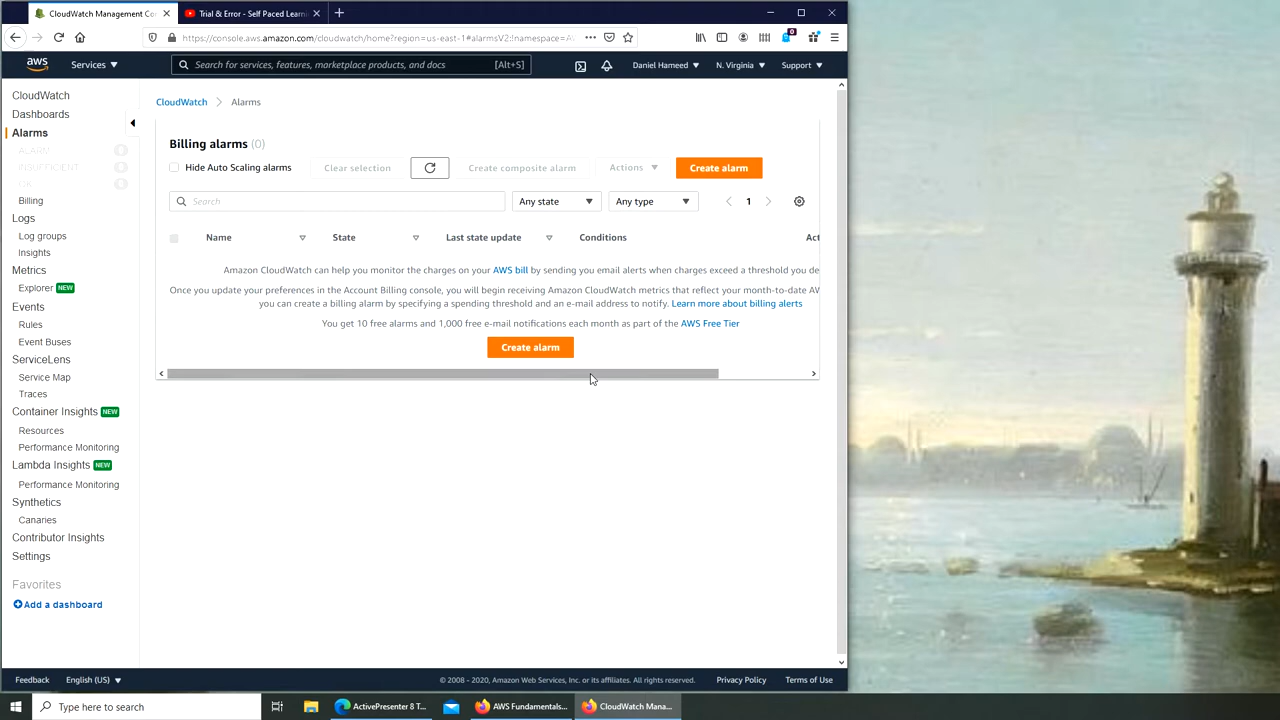 CloudWatch Management Co
Trial & Error - Self Paced Learni
https://console.aws.amazon.com/cloudwatch/home?region=us-east-1#alarmsV2:!namespace=A
0
aws
Services
Search for services, features, marketplace products, and docs
[Alt+S]
Daniel Hameed
N. Virginia
Support
CloudWatch
Dashboards
Alarms
ALARM 0
INSUFFICIENT 0
OK 0
Billing
Logs
Log groups
Insights
Metrics
Explorer NEW
Events
Rules
Event Buses
ServiceLens
Service Map
Traces
Container Insights NEW
Resources
Performance Monitoring
Lambda Insights NEW
Performance Monitoring
Synthetics
Canaries
Contributor Insights
Settings
Favorites
Add a dashboard
CloudWatch > Alarms
Billing alarms (0)
Hide Auto Scaling alarms
Clear selection
Create composite alarm
Actions
Create alarm
Search
Any state
Any type
1
Name
State
Last state update
Conditions
Act
Amazon CloudWatch can help you monitor the charges on your AWS bill by sending you email alerts when charges exceed a threshold you de
Once you update your preferences in the Account Billing console, you will begin receiving Amazon CloudWatch metrics that reflect your month-to-date AW
you can create a billing alarm by specifying a spending threshold and an e-mail address to notify. Learn more about billing alerts
You get 10 free alarms and 1,000 free e-mail notifications each month as part of the AWS Free Tier
Create alarm
Feedback
English (US)
© 2008 - 2020, Amazon Web Services, Inc. or its affiliates. All rights reserved.
Privacy Policy
Terms of Use
Type here to search
ActivePresenter 8 T...
AWS Fundamentals...
CloudWatch Mana...